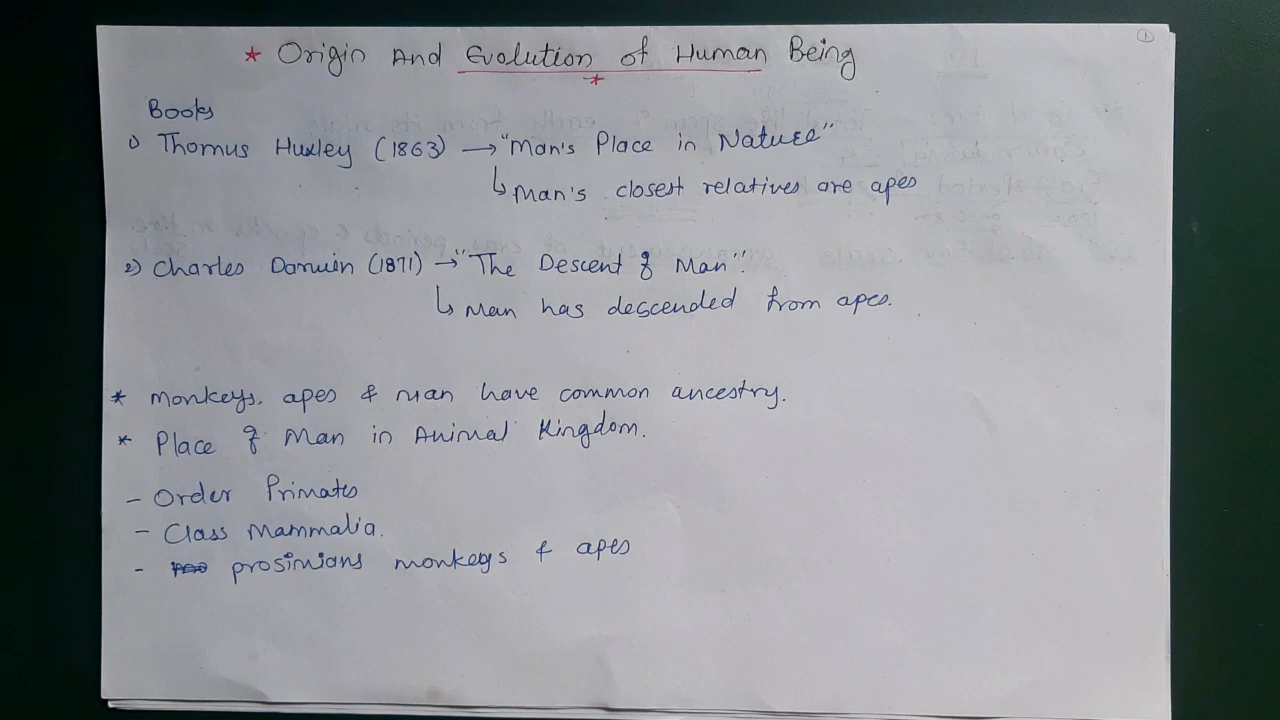 * Origin And Evolution of Human Being
*
①
Books
1) Thomus Huxley (1863) → "Man's Place in Nature"
↳ Man's closest relatives are apes
2) Charles Darwin (1871) → "The Descent of Man".
↳ Man has descended from apes.
* monkeys, apes & man have common ancestry.
* Place of Man in Animal Kingdom.
- Order Primates
- Class Mammalia.
- prosimians monkeys & apes